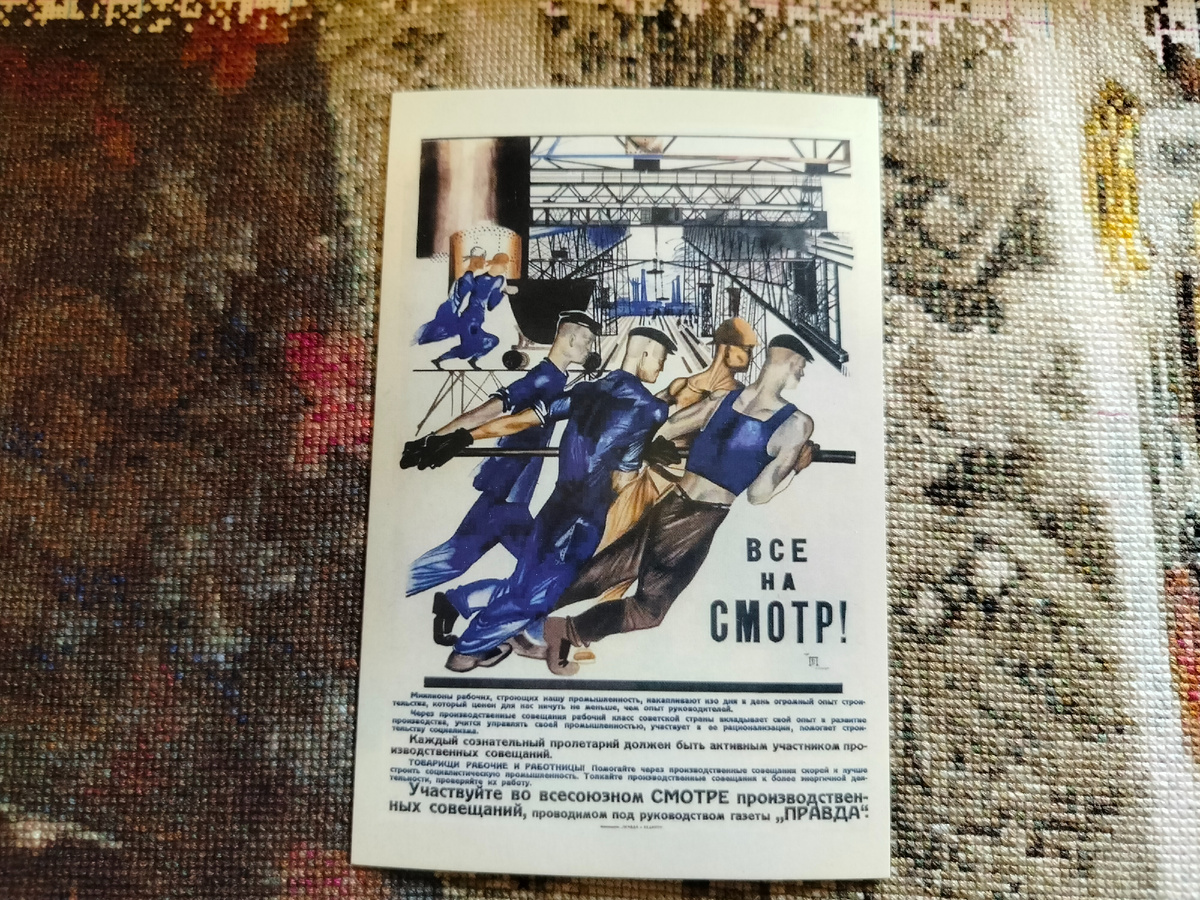 ВСЕ
НА
СМОТР!
Миллионы рабочих, строющих нашу промышленность, накапливают изо дня в день огромный опыт строи-
тельства, который ценен для нас ничуть не меньше, чем опыт руководителей.
Через производственные совещания рабочий класс советской страны вкладывает свой опыт в развитие
производства, учится управлять своей промышленностью, участвует в ее рационализации, помогает строи-
тельству социализма.
Каждый сознательный пролетарий должен быть активным участником про-
изводственных совещаний.
ТОВАРИЩИ РАБОЧИЕ И РАБОТНИЦЫ! Помогайте через производственные совещания скорей и лучше
строить социалистическую промышленность. Толкайте производственные совещания к более энергичной дея-
тельности, проверяйте их работу.
Участвуйте во всесоюзном СМОТРЕ производствен-
ных совещаний, проводимом под руководством газеты „ПРАВДА“.